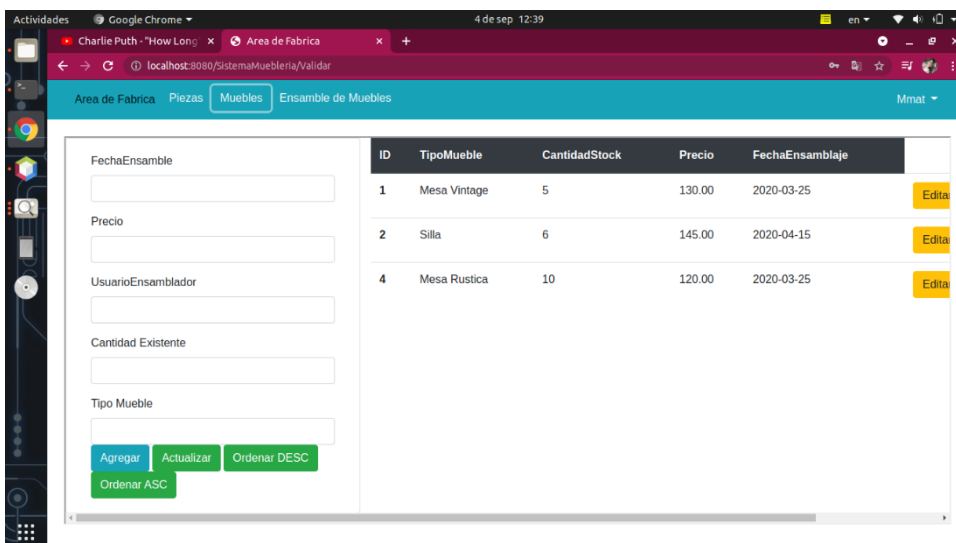 Actividades Google Chrome 4 de sep 12:39 en
Charlie Puth - "How Long Area de Fabrica
localhost:8080/SistemaMuebleria/Validar
Area de Fabrica Piezas Muebles Ensamble de Muebles Mmat
FechaEnsamble
Precio
UsuarioEnsamblador
Cantidad Existente
Tipo Mueble
Agregar Actualizar Ordenar DESC
Ordenar ASC
ID TipoMueble CantidadStock Precio FechaEnsamblaje
1 Mesa Vintage 5 130.00 2020-03-25 Edita
2 Silla 6 145.00 2020-04-15 Edita
4 Mesa Rustica 10 120.00 2020-03-25 Edita